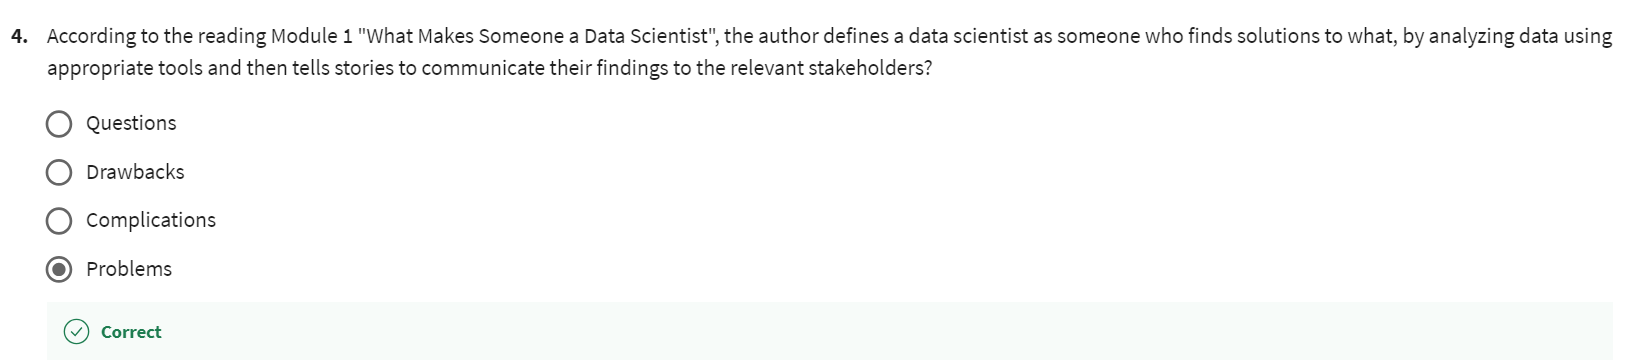 4. According to the reading Module 1 "What Makes Someone a Data Scientist", the author defines a data scientist as someone who finds solutions to what, by analyzing data using
appropriate tools and then tells stories to communicate their findings to the relevant stakeholders?
Questions
Drawbacks
Complications
Problems
Correct